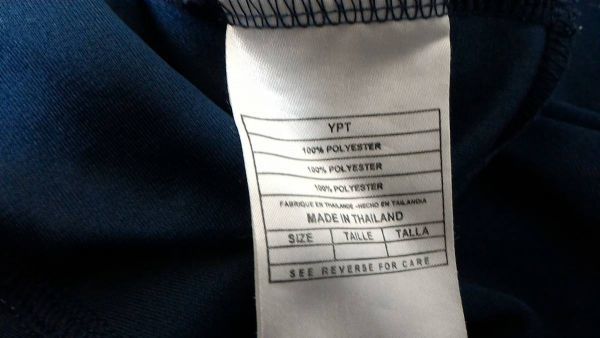 YPT
100% POLYESTER
100% POLYESTER
100% POLYESTER
FABRIQUE EN THAILANDE -HECHO EN TAILANDIA
MADE IN THAILAND
SIZE TAILLE TALLA
SEE REVERSE FOR CARE